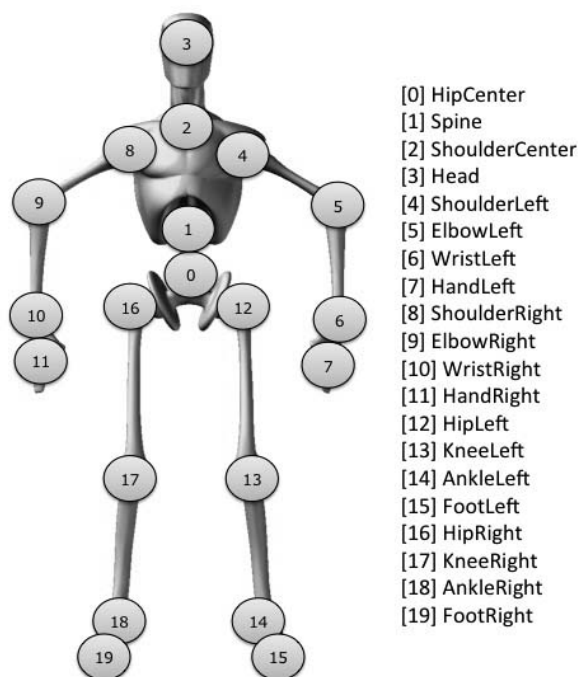 3
2
8
4
9
5
1
0
16
12
10
6
11
7
17
13
18
14
19
15
[0] HipCenter
[1] Spine
[2] ShoulderCenter
[3] Head
[4] ShoulderLeft
[5] ElbowLeft
[6] WristLeft
[7] HandLeft
[8] ShoulderRight
[9] ElbowRight
[10] WristRight
[11] HandRight
[12] HipLeft
[13] KneeLeft
[14] AnkleLeft
[15] FootLeft
[16] HipRight
[17] KneeRight
[18] AnkleRight
[19] FootRight